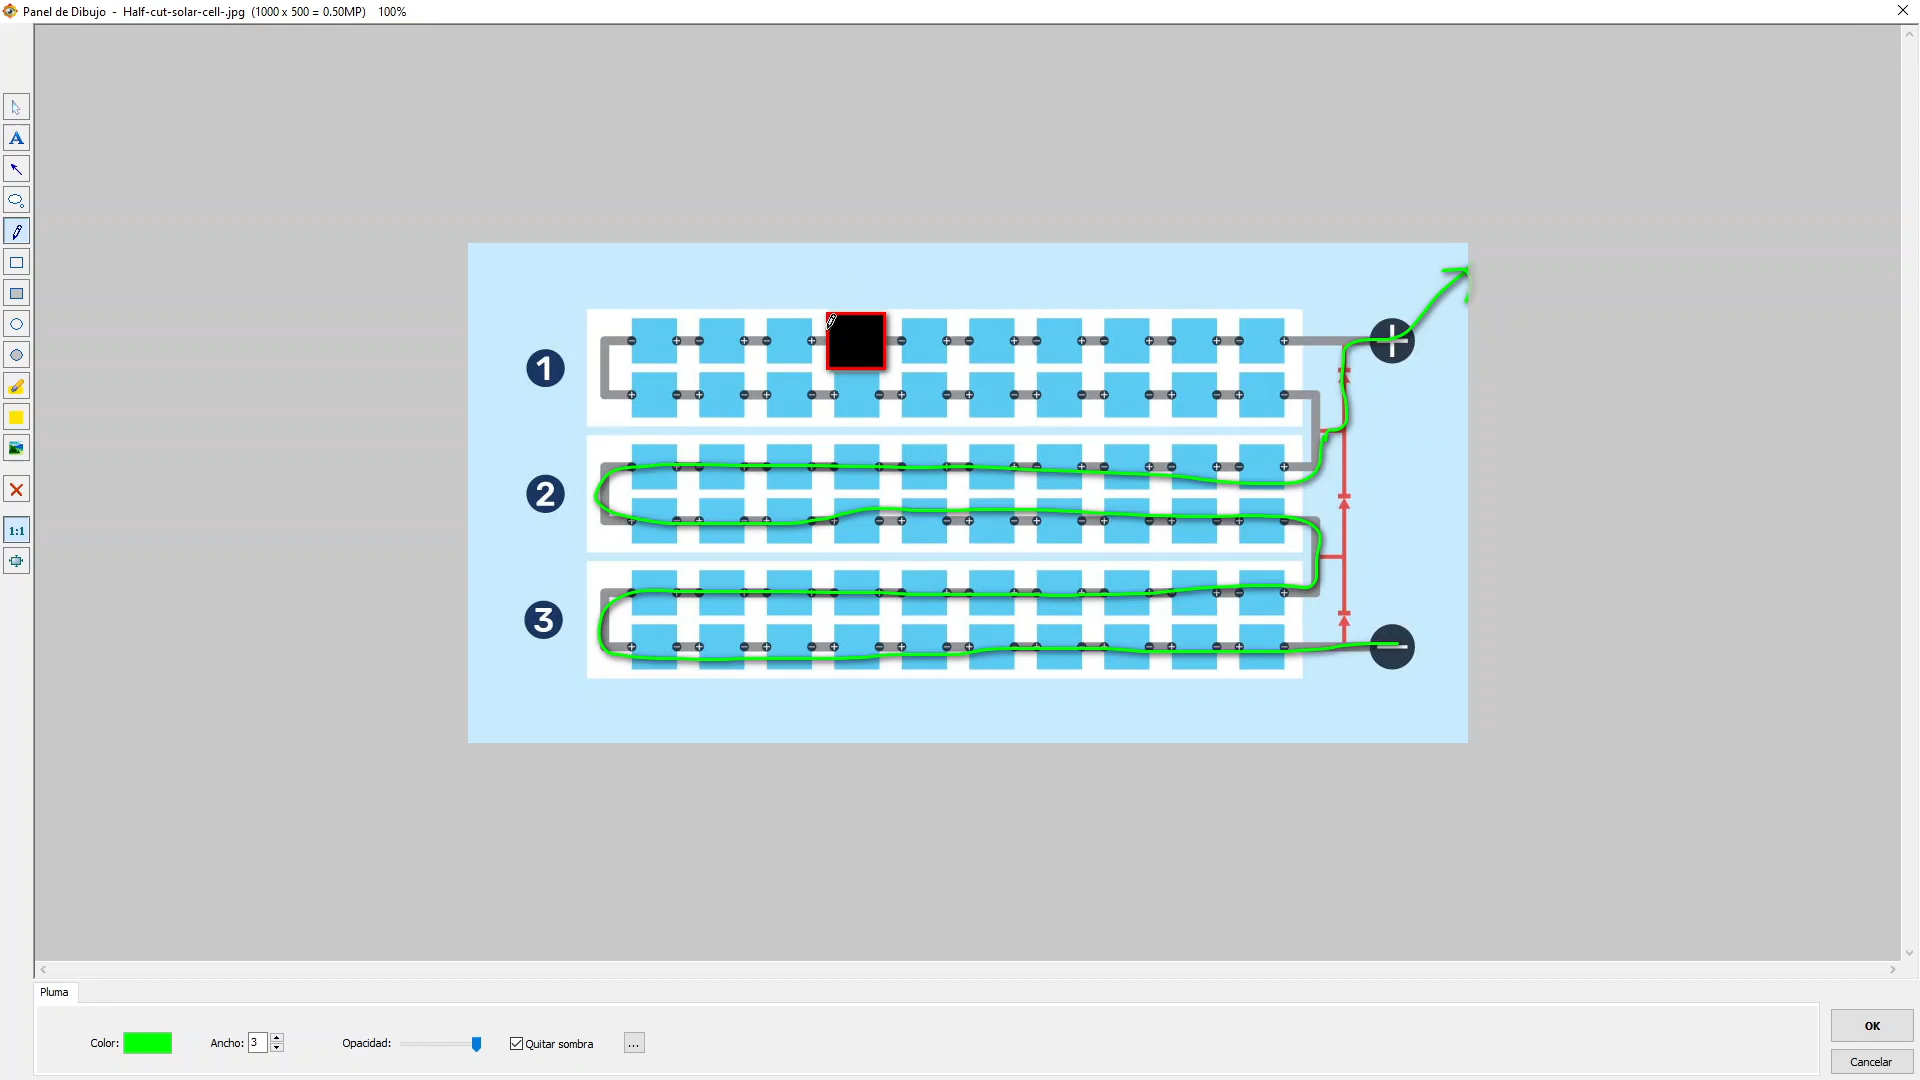 Panel de Dibujo - Half-cut-solar-cell-.jpg (1000 x 500 = 0.50MP) 100%
A
1
2
3
1:1
Pluma
Color:
Ancho: 3
Opacidad:
Quitar sombra
...
OK
Cancelar